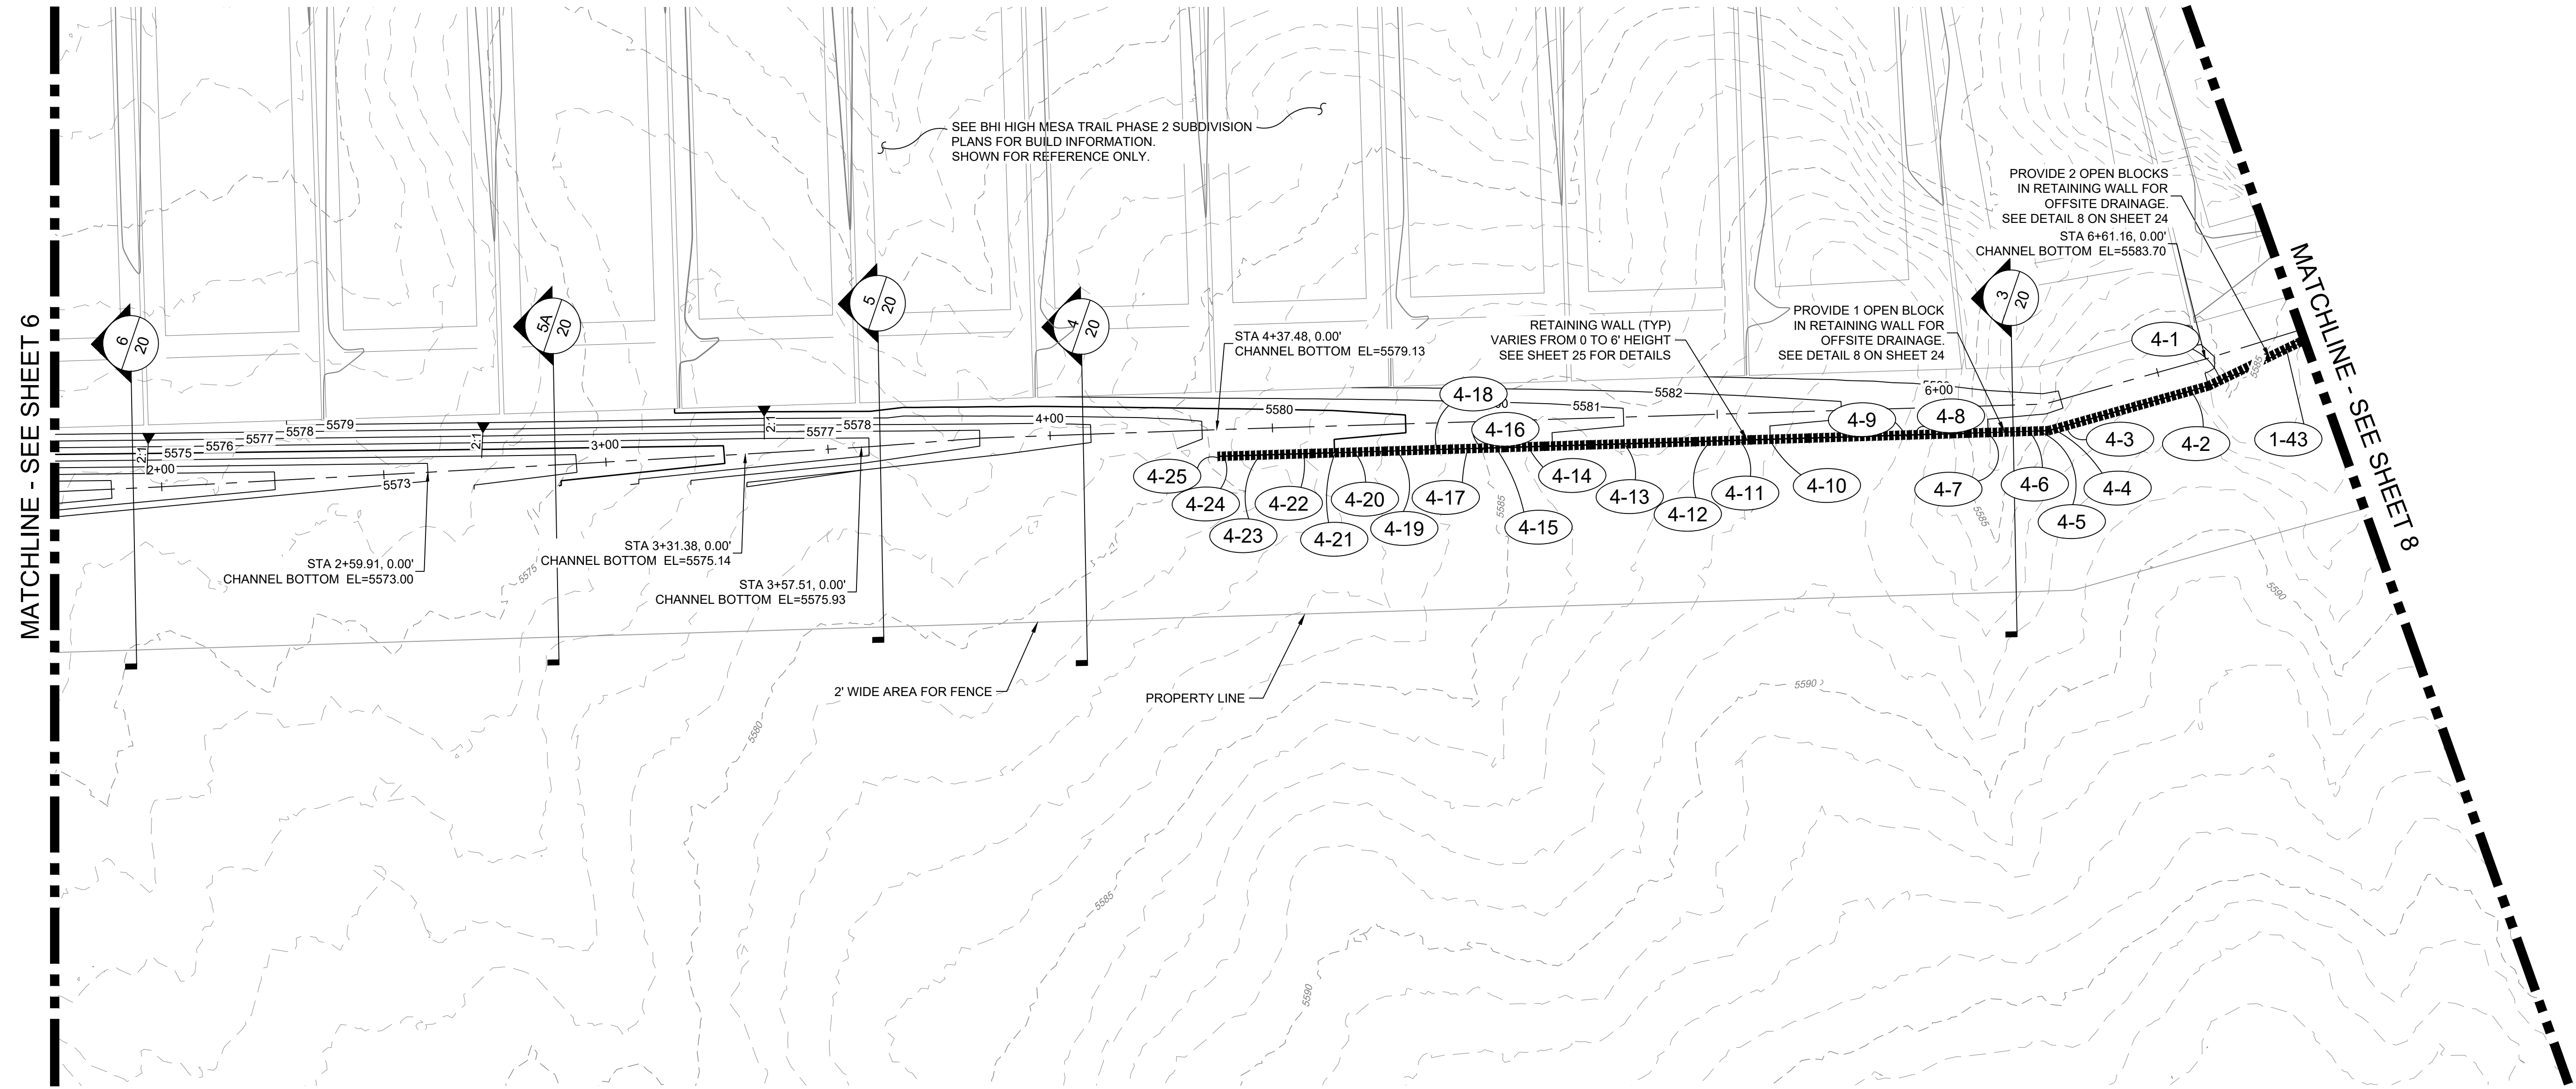 MATCHLINE - SEE SHEET 6
SEE BHI HIGH MESA TRAIL PHASE 2 SUBDIVISION
PLANS FOR BUILD INFORMATION.
SHOWN FOR REFERENCE ONLY.
PROVIDE 2 OPEN BLOCKS
IN RETAINING WALL FOR
OFFSITE DRAINAGE.
SEE DETAIL 8 ON SHEET 24
STA 6+61.16, 0.00'
CHANNEL BOTTOM EL=5583.70
MATCHLINE - SEE SHEET 8
6
20
5A
20
5
20
4
20
3
20
STA 4+37.48, 0.00'
CHANNEL BOTTOM EL=5579.13
RETAINING WALL (TYP)
VARIES FROM 0 TO 6' HEIGHT
SEE SHEET 25 FOR DETAILS
PROVIDE 1 OPEN BLOCK
IN RETAINING WALL FOR
OFFSITE DRAINAGE.
SEE DETAIL 8 ON SHEET 24
4-1
5585
4-18
4-16
4-9
4-8
5580
5581
5582
6+00
4+00
5579
5578
5577
5576
5575
5577
5578
3+00
2+00
5573
2:1
2:1
2:1
4-25
4-24
4-23
4-22
4-21
4-20
4-19
4-17
4-15
4-14
4-13
4-12
4-11
4-10
4-7
4-6
4-5
4-4
4-3
4-2
1-43
5585
5585
STA 2+59.91, 0.00'
CHANNEL BOTTOM EL=5573.00
5575
STA 3+31.38, 0.00'
CHANNEL BOTTOM EL=5575.14
STA 3+57.51, 0.00'
CHANNEL BOTTOM EL=5575.93
5590
2' WIDE AREA FOR FENCE
PROPERTY LINE
5590
5580
5585
5590